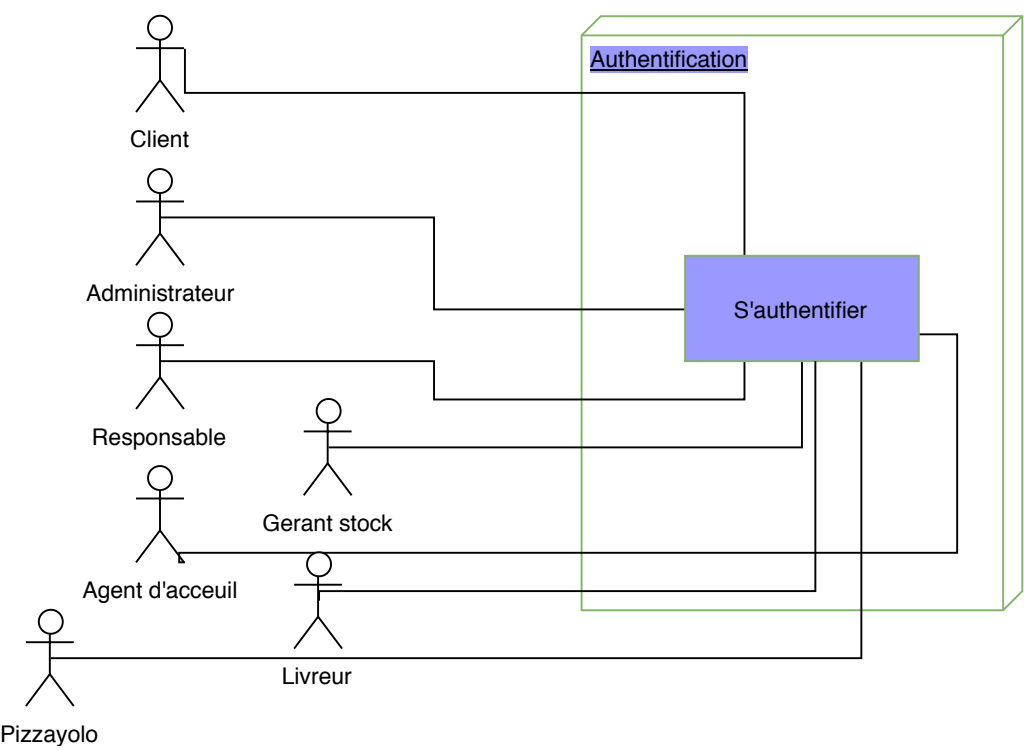 Authentification
Client
Administrateur
S'authentifier
Responsable
Gerant stock
Agent d'acceuil
Livreur
Pizzayolo